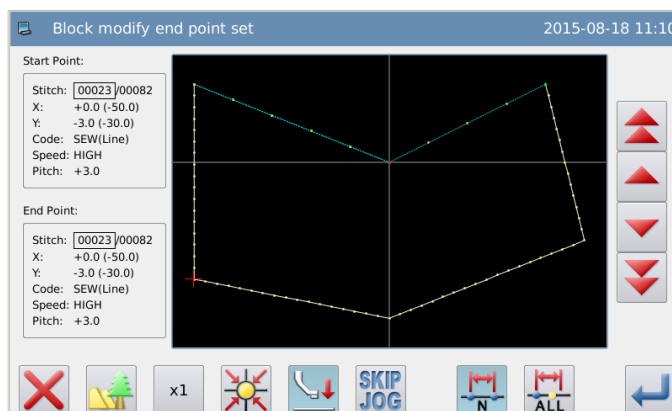 Block modify end point set 2015-08-18 11:10
Start Point:
Stitch: 00023/00082
X: +0.0 (-50.0)
Y: -3.0 (-30.0)
Code: SEW(Line)
Speed: HIGH
Pitch: +3.0
End Point:
Stitch: 00023/00082
X: +0.0 (-50.0)
Y: -3.0 (-30.0)
Code: SEW(Line)
Speed: HIGH
Pitch: +3.0
x1
SKIP
JOG
N
ALL